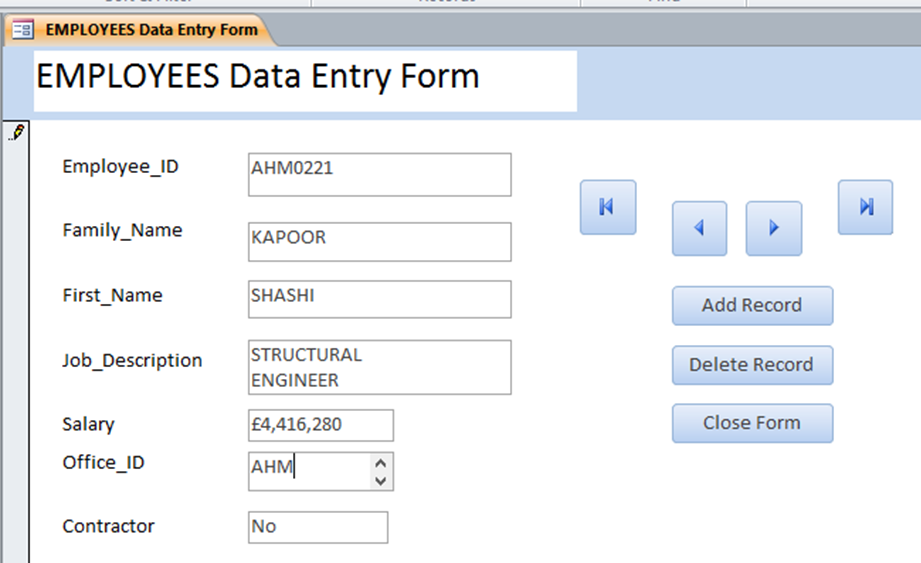 EMPLOYEES Data Entry Form
EMPLOYEES Data Entry Form
Employee_ID
AHM0221
Family_Name
KAPOOR
First_Name
SHASHI
Job_Description
STRUCTURAL
ENGINEER
Salary
£4,416,280
Office_ID
AHM
Contractor
No
Add Record
Delete Record
Close Form